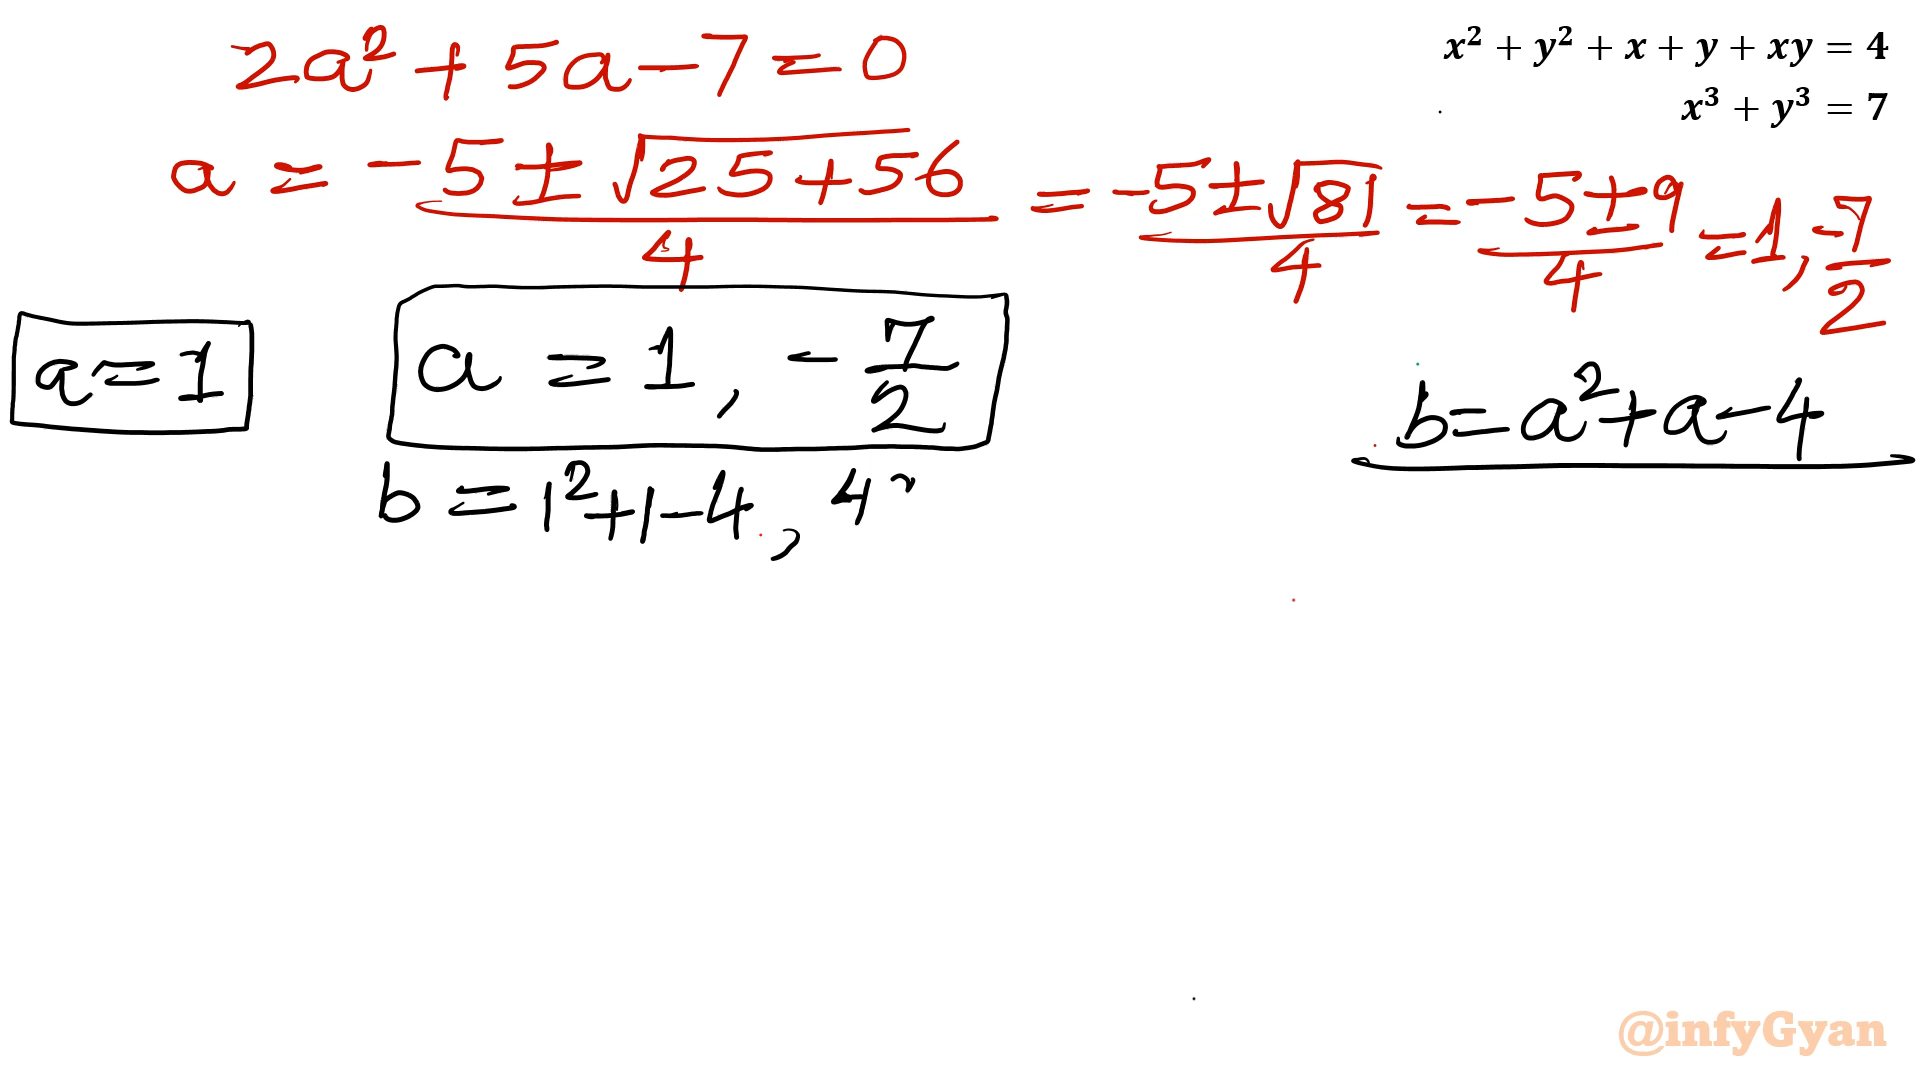 2a² + 5a - 7 = 0
x² + y² + x + y + xy = 4
x³ + y³ = 7
a = (-5 ± √(25 + 56))/4 = (-5 ± √81)/4 = (-5 ± 9)/4 = 1, -7/2
a = 1
a = 1, -7/2
b = a² + a - 4
b = 1² + 1 - 4, 4
@infyGyan